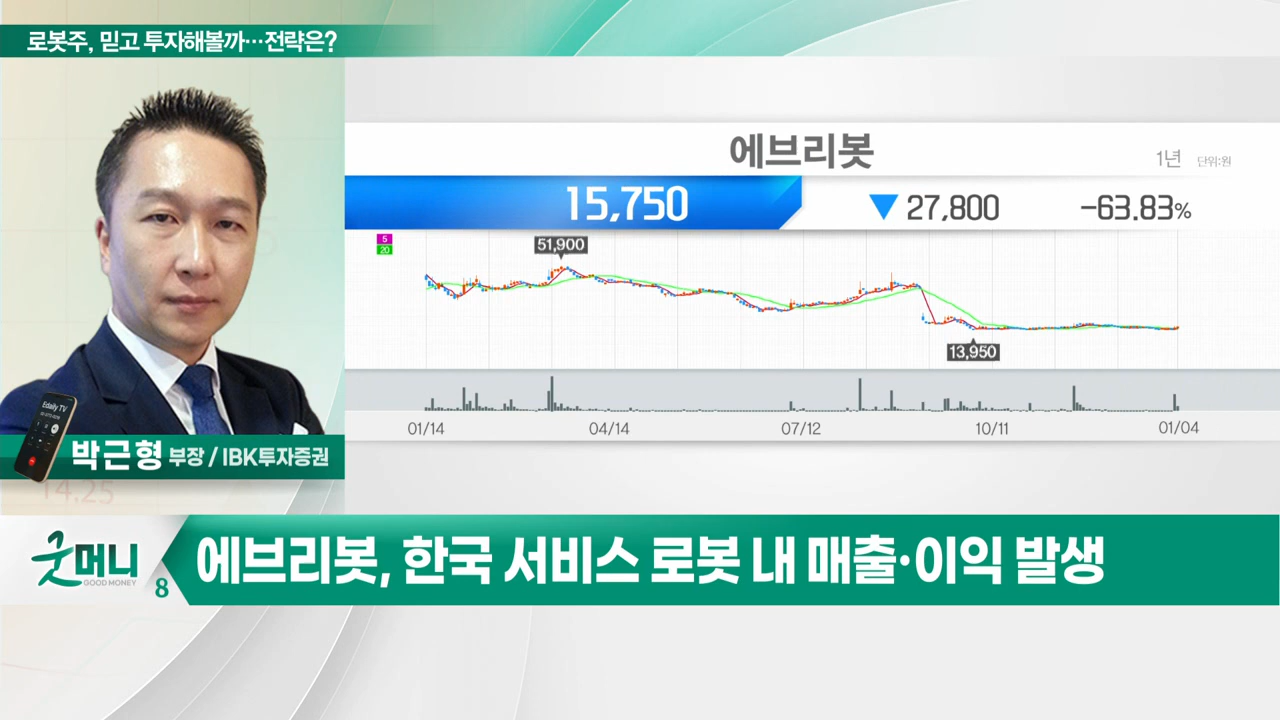 로봇주, 믿고 투자해볼까…전략은?
에브리봇
1년 단위:원
15,750 ▼27,800 -63.83%
5
20
51,900
13,950
01/14 04/14 07/12 10/11 01/04
Edaily TV
박근형 부장 / IBK투자증권
14.25
굿머니
GOOD MONEY
8
에브리봇, 한국 서비스 로봇 내 매출·이익 발생